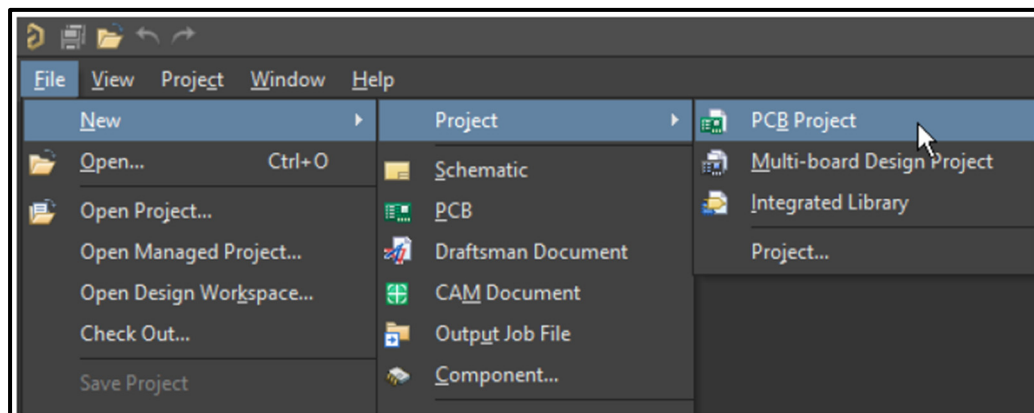 File View Project Window Help
New
Open... Ctrl+O
Open Project...
Open Managed Project...
Open Design Workspace...
Check Out...
Save Project
Project
Schematic
PCB
Draftsman Document
CAM Document
Output Job File
Component...
PCB Project
Multi-board Design Project
Integrated Library
Project...